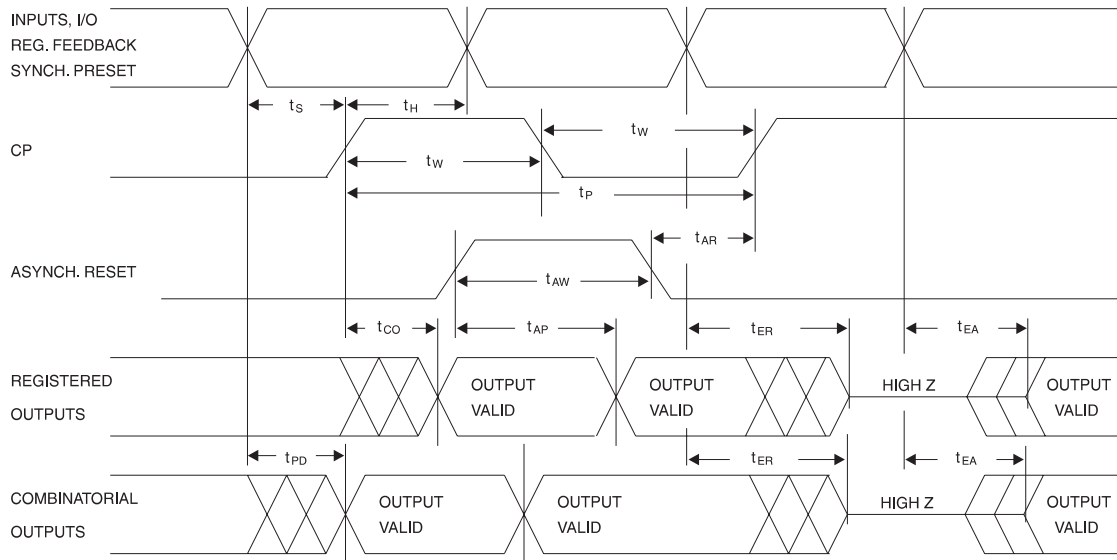 INPUTS, I/O
REG. FEEDBACK
SYNCH. PRESET
tS
tH
CP
tW
tW
tP
tAR
ASYNCH. RESET
tAW
tCO
tAP
tER
tEA
REGISTERED
OUTPUTS
OUTPUT
VALID
OUTPUT
VALID
HIGH Z
OUTPUT
VALID
tPD
tER
tEA
COMBINATORIAL
OUTPUTS
OUTPUT
VALID
OUTPUT
VALID
HIGH Z
OUTPUT
VALID